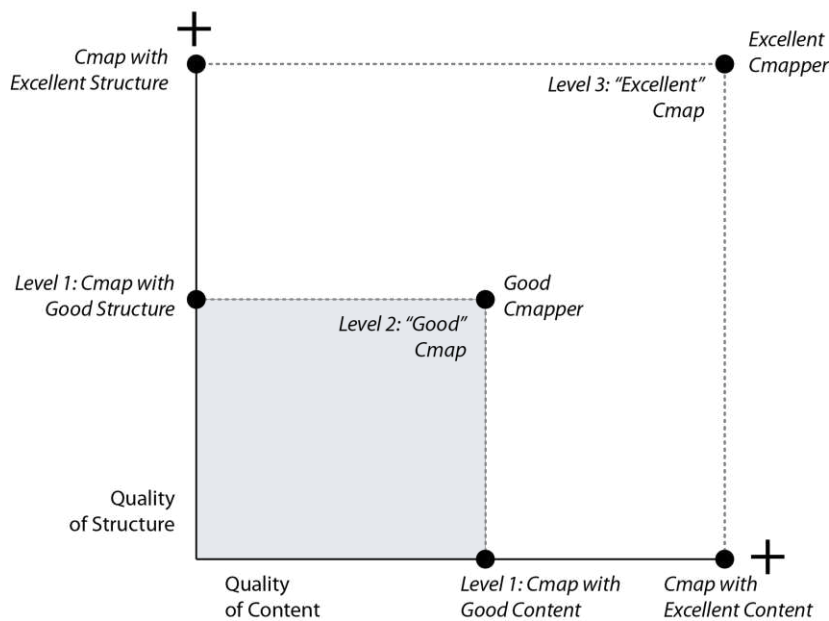 Cmap with
Excellent Structure
Excellent
Cmapper
Level 3: “Excellent”
Cmap
Level 1: Cmap with
Good Structure
Good
Cmapper
Level 2: “Good”
Cmap
Quality
of Structure
Quality
of Content
Level 1: Cmap with
Good Content
Cmap with
Excellent Content